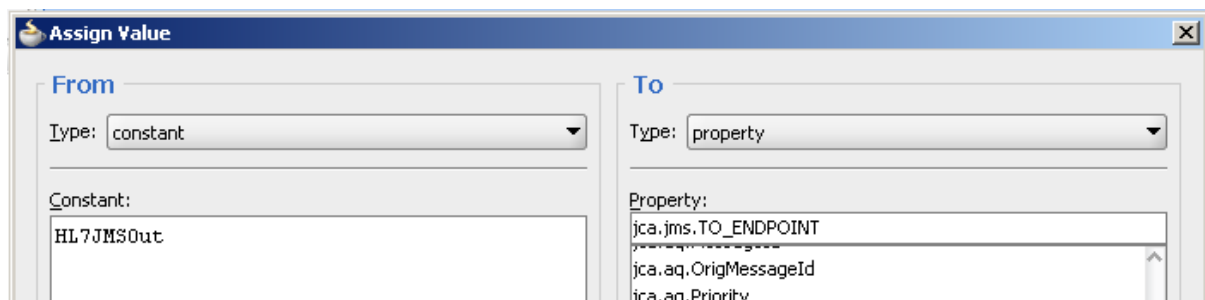 Assign Value
From
To
Type: constant
Type: property
Constant:
Property:
HL7JMSOut
jca.jms.TO_ENDPOINT
jca.aq.OrigMessageId
jca.aq.Priority